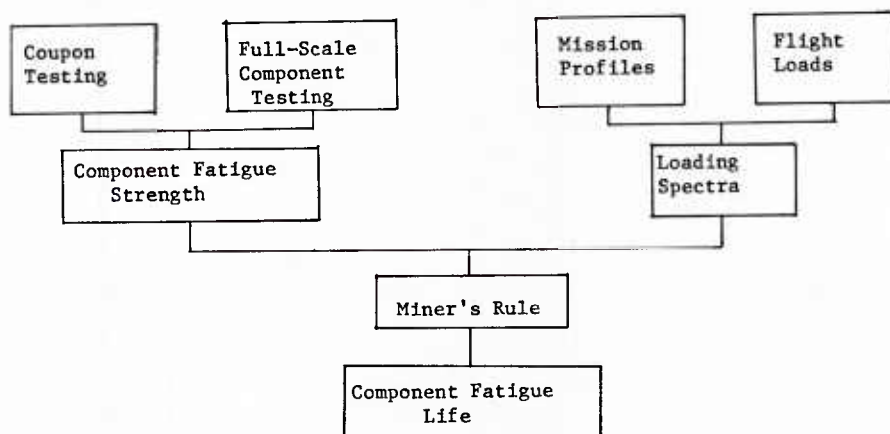 Coupon
Testing
Full-Scale
Component
Testing
Mission
Profiles
Flight
Loads
Component Fatigue
Strength
Loading
Spectra
Miner's Rule
Component Fatigue
Life